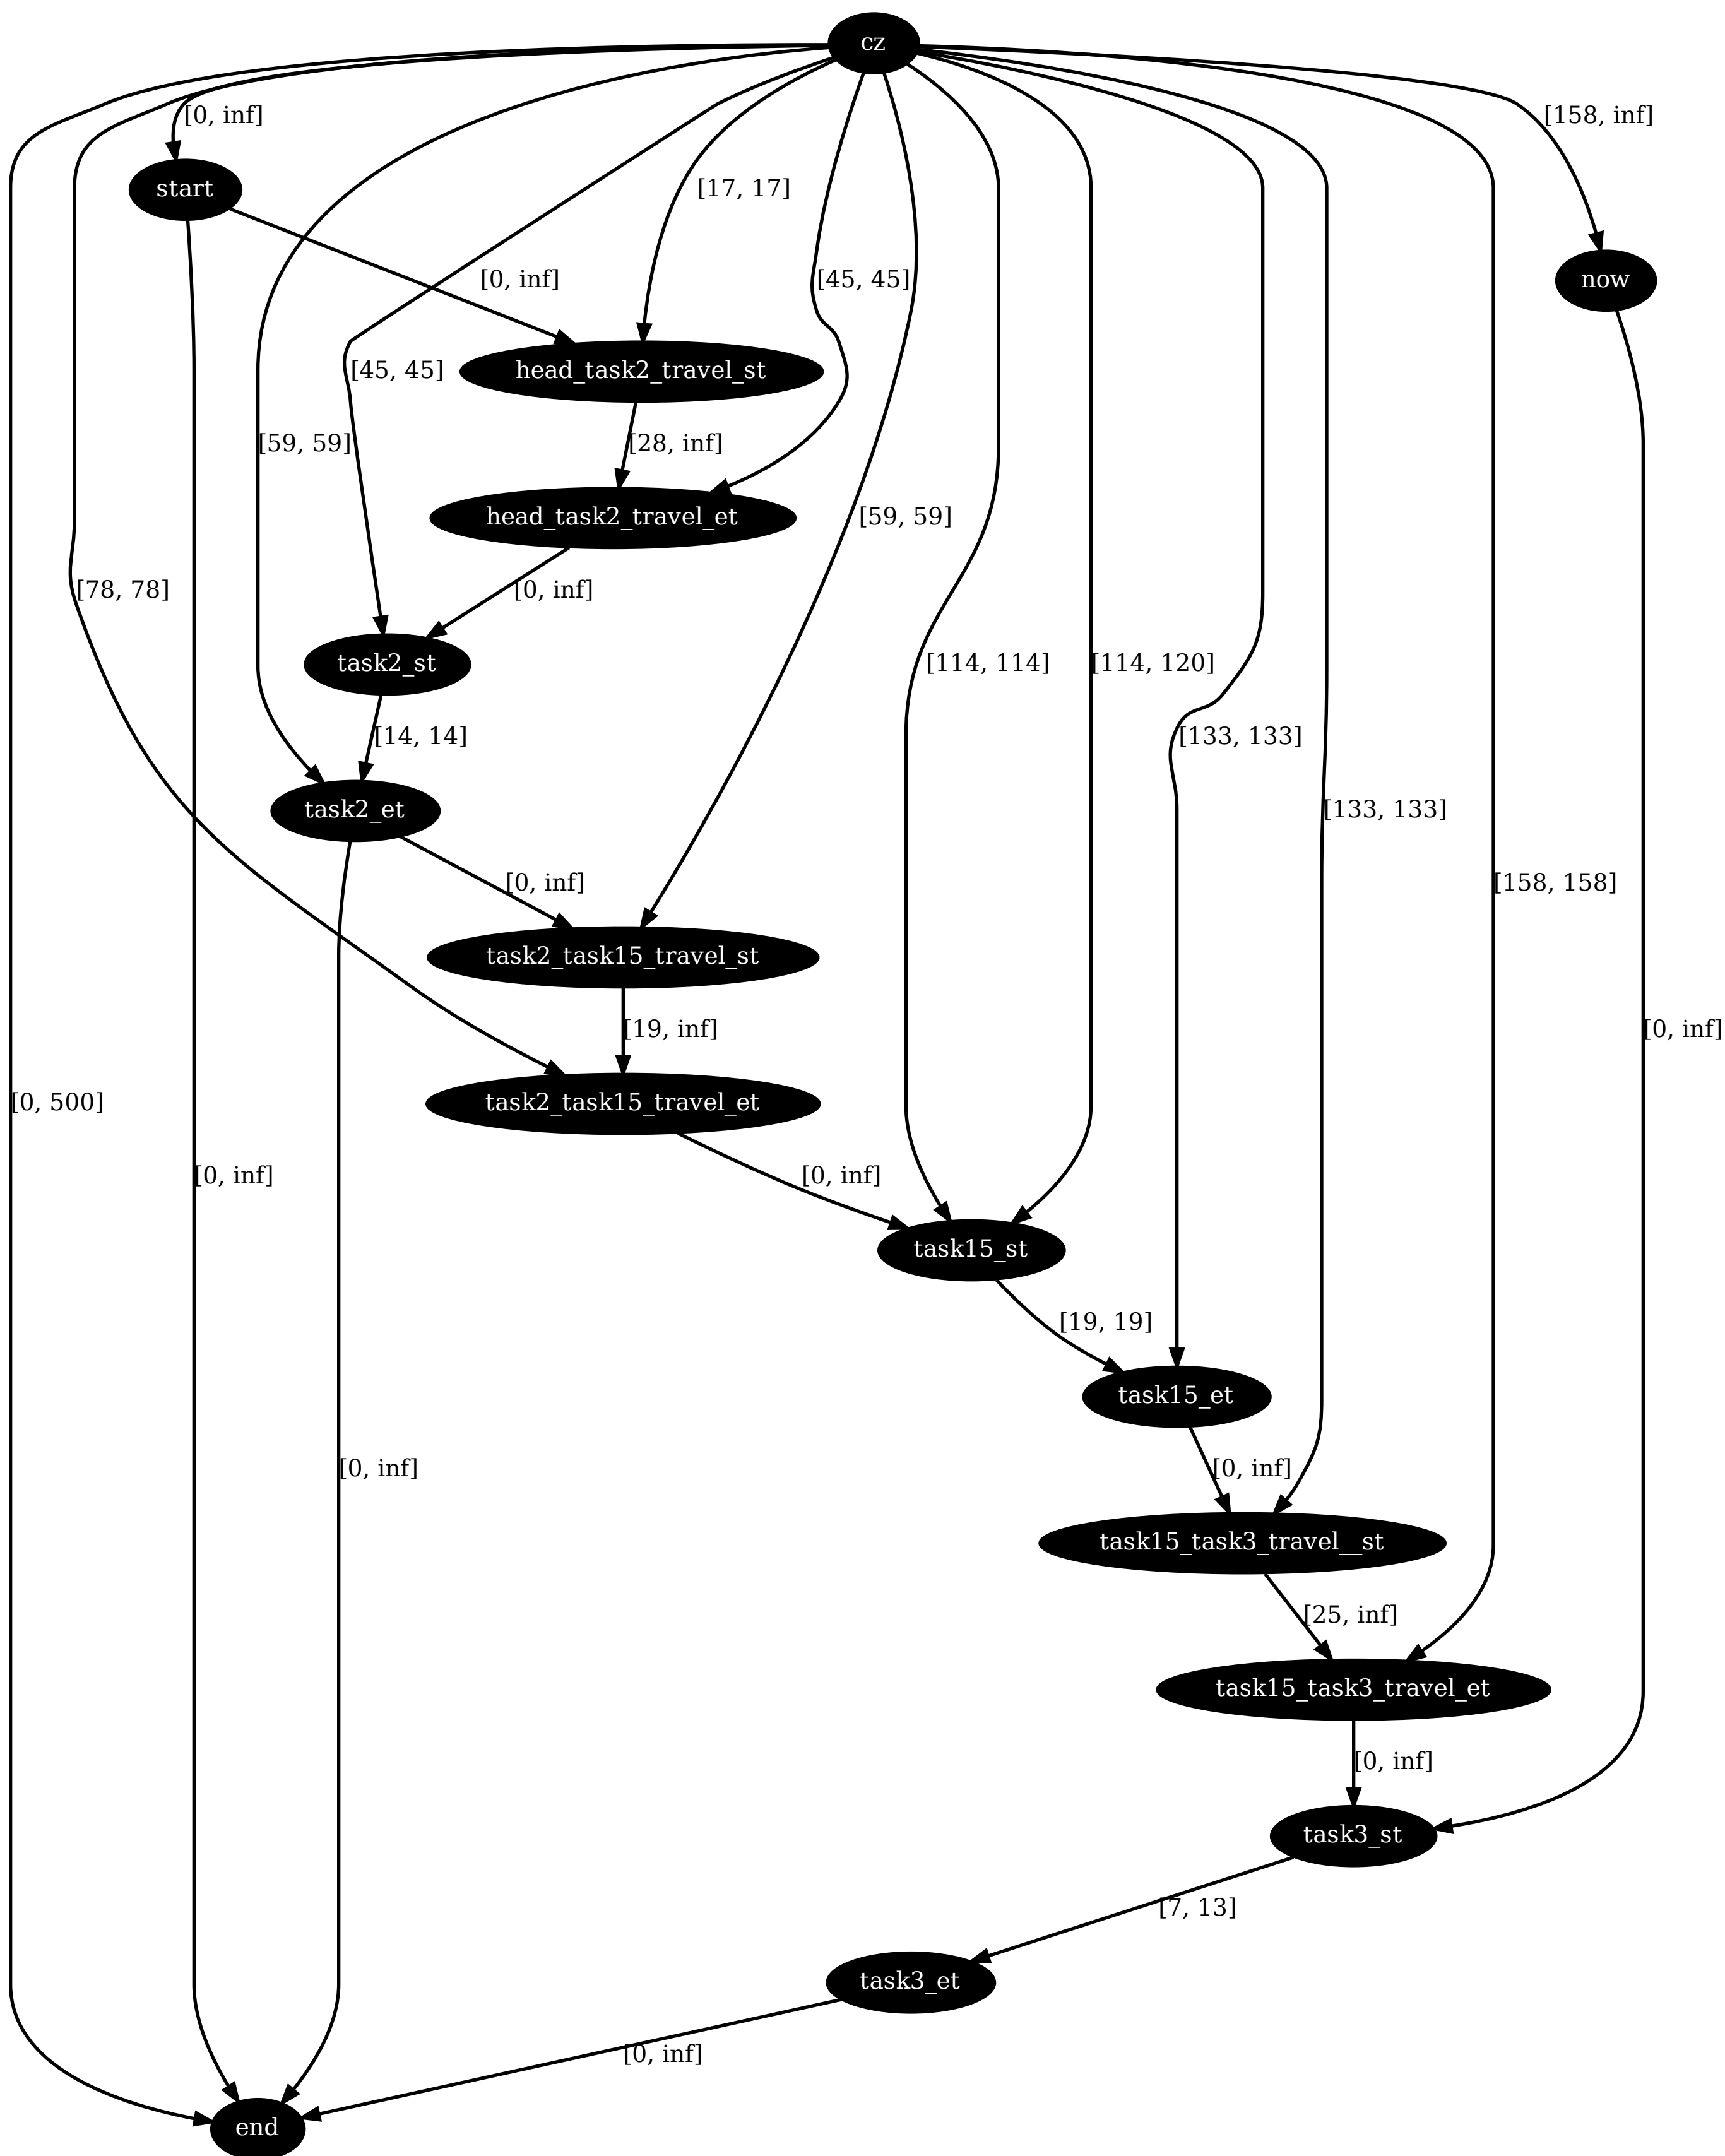 cz
[0, inf]
[158, inf]
start
[17, 17]
[0, inf]
[45, 45]
now
[45, 45]
head_task2_travel_st
[59, 59]
[28, inf]
head_task2_travel_et
[59, 59]
[78, 78]
[0, inf]
task2_st
[114, 114]
[114, 120]
[14, 14]
[133, 133]
task2_et
[133, 133]
[0, inf]
[158, 158]
task2_task15_travel_st
[19, inf]
[0, inf]
[0, 500]
task2_task15_travel_et
[0, inf]
[0, inf]
task15_st
[19, 19]
task15_et
[0, inf]
[0, inf]
task15_task3_travel__st
[25, inf]
task15_task3_travel_et
[0, inf]
task3_st
[7, 13]
task3_et
[0, inf]
end